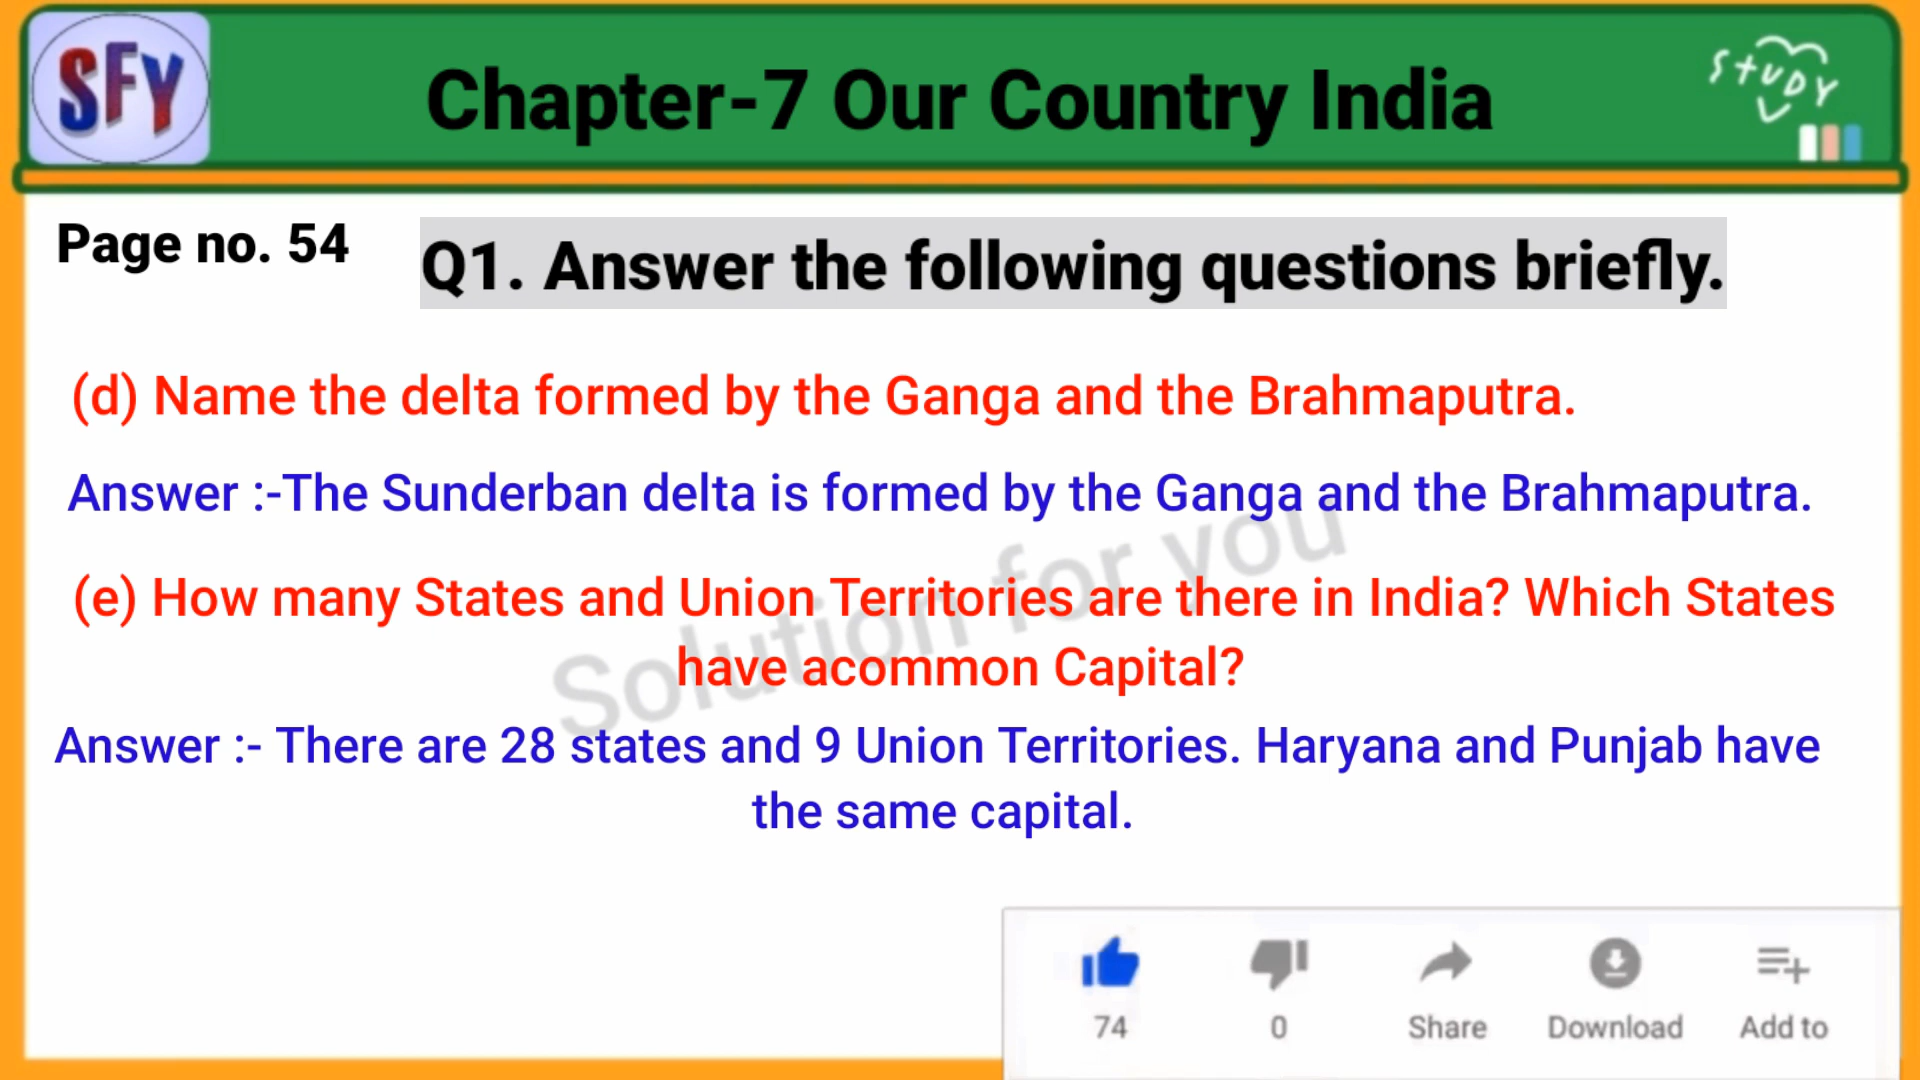 SFY
Chapter-7 Our Country India
STUDY
Page no. 54
Q1. Answer the following questions briefly.
(d) Name the delta formed by the Ganga and the Brahmaputra.
Answer :-The Sunderban delta is formed by the Ganga and the Brahmaputra.
(e) How many States and Union Territories are there in India? Which States
have acommon Capital?
Answer :- There are 28 states and 9 Union Territories. Haryana and Punjab have
the same capital.
Solution for you
74
0
Share
Download
Add to